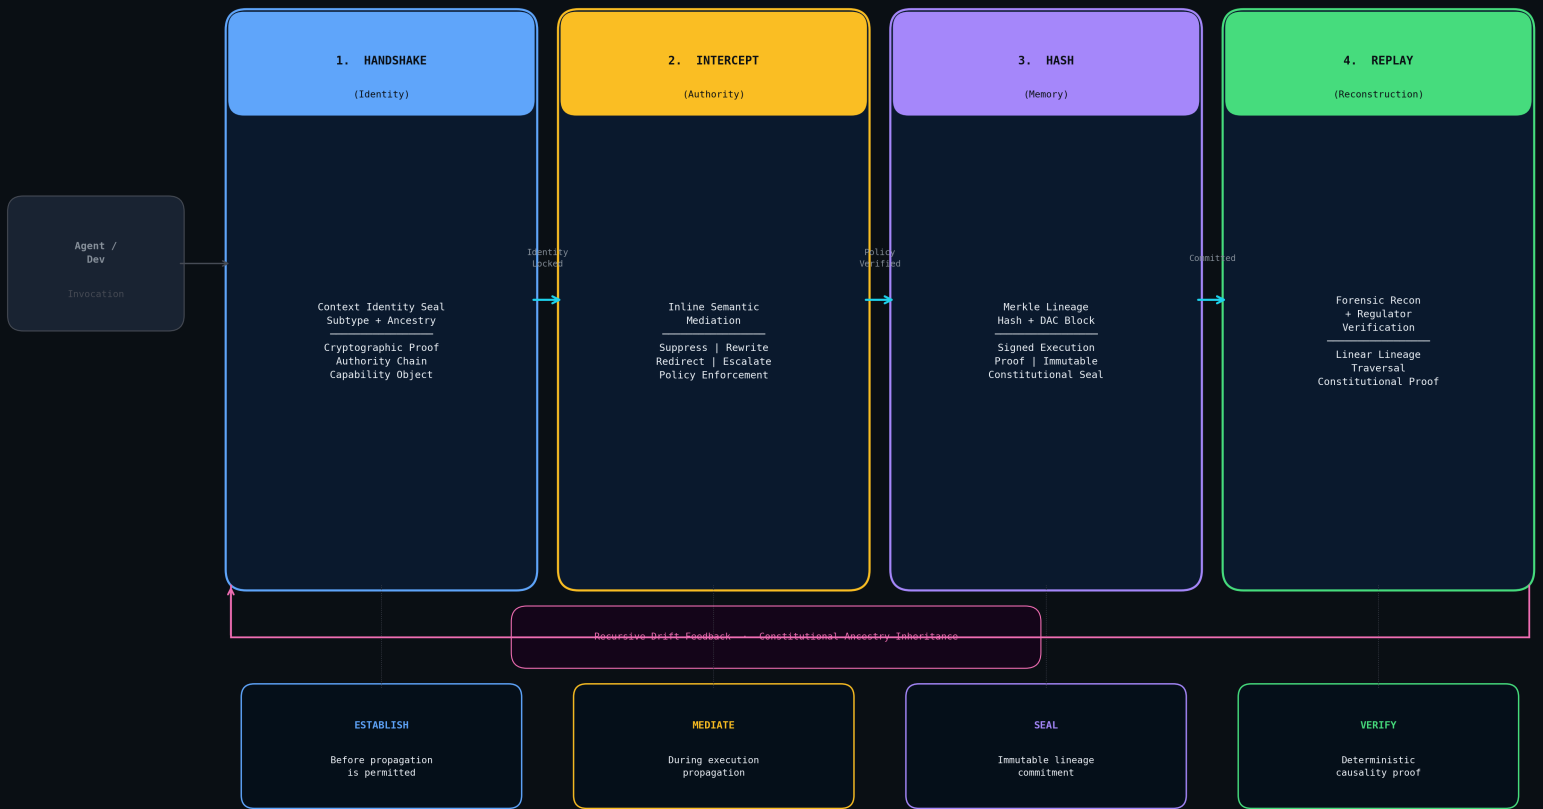 1.  HANDSHAKE
(Identity)
2.  INTERCEPT
(Authority)
3.  HASH
(Memory)
4.  REPLAY
(Reconstruction)
Agent /
Dev
Invocation
Identity
Locked
Policy
Verified
Committed
Context Identity Seal
Subtype + Ancestry
Cryptographic Proof
Authority Chain
Capability Object
Inline Semantic
Mediation
Suppress | Rewrite
Redirect | Escalate
Policy Enforcement
Merkle Lineage
Hash + DAC Block
Signed Execution
Proof | Immutable
Constitutional Seal
Forensic Recon
+ Regulator
Verification
Linear Lineage
Traversal
Constitutional Proof
Recursive Drift Feedback  ·  Constitutional Ancestry Inheritance
ESTABLISH
Before propagation
is permitted
MEDIATE
During execution
propagation
SEAL
Immutable lineage
commitment
VERIFY
Deterministic
causality proof